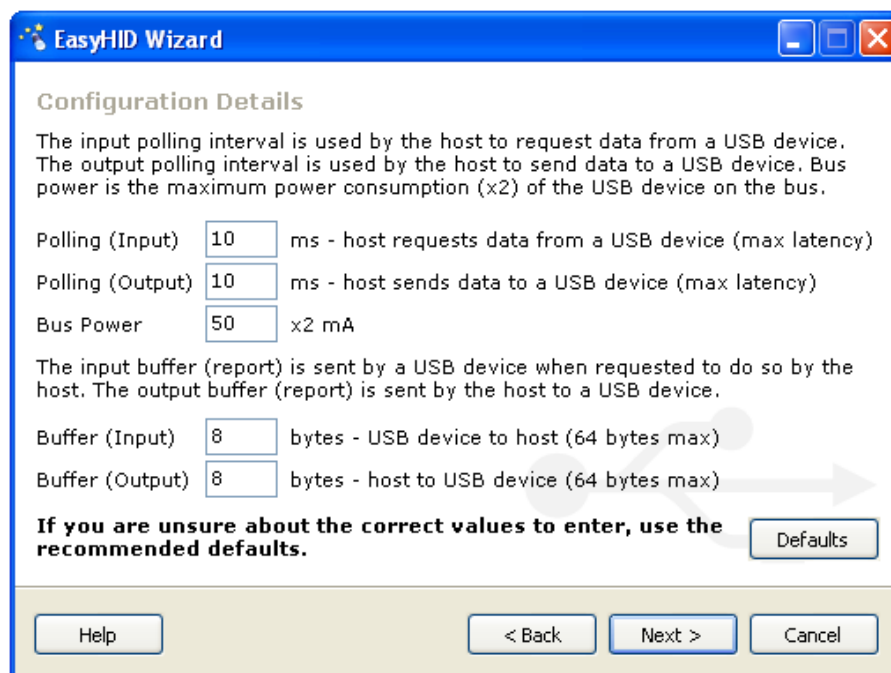 EasyHID Wizard
Configuration Details
The input polling interval is used by the host to request data from a USB device.
The output polling interval is used by the host to send data to a USB device. Bus
power is the maximum power consumption (x2) of the USB device on the bus.
Polling (Input) 10 ms - host requests data from a USB device (max latency)
Polling (Output) 10 ms - host sends data to a USB device (max latency)
Bus Power 50 x2 mA
The input buffer (report) is sent by a USB device when requested to do so by the
host. The output buffer (report) is sent by the host to a USB device.
Buffer (Input) 8 bytes - USB device to host (64 bytes max)
Buffer (Output) 8 bytes - host to USB device (64 bytes max)
If you are unsure about the correct values to enter, use the
recommended defaults.
Defaults
Help < Back Next > Cancel